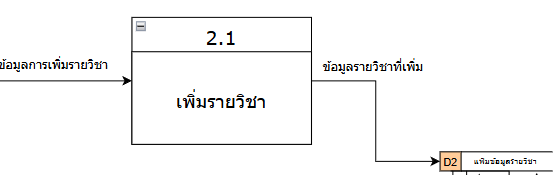 2.1
ข้อมูลการเพิ่มรายวิชา
ข้อมูลรายวิชาที่เพิ่ม
เพิ่มรายวิชา
D2 แฟ้มข้อมูลรายวิชา